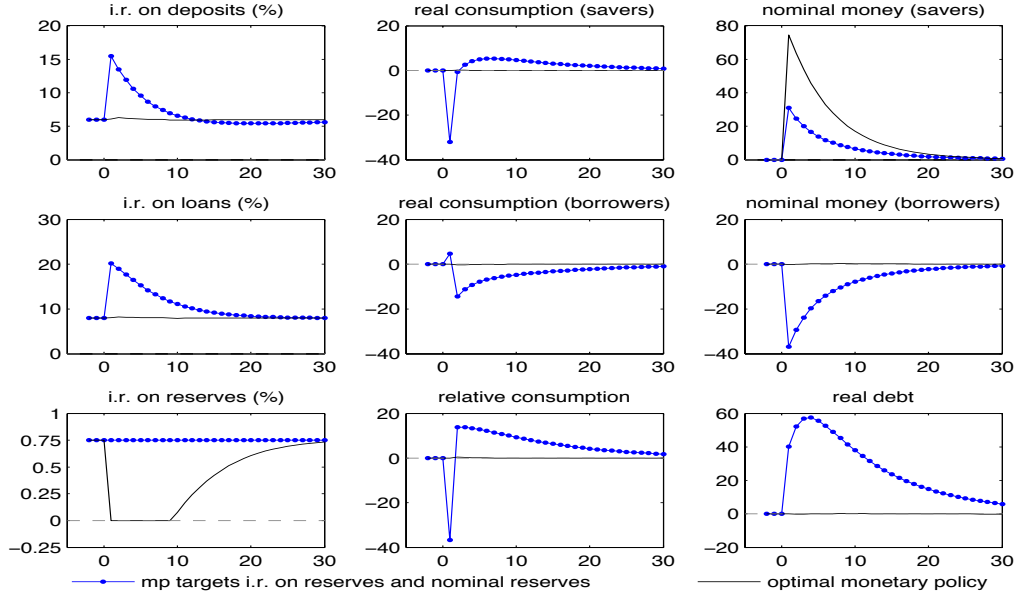 i.r. on deposits (%)
20
15
10
5
0
0 10 20 30
real consumption (savers)
20
0
−20
−40
0 10 20 30
nominal money (savers)
80
60
40
20
0
0 10 20 30
i.r. on loans (%)
30
20
10
0
0 10 20 30
real consumption (borrowers)
20
0
−20
−40
0 10 20 30
nominal money (borrowers)
20
0
−20
−40
0 10 20 30
i.r. on reserves (%)
1
0.75
0.5
0.25
0
−0.25
0 10 20 30
relative consumption
20
0
−20
−40
0 10 20 30
real debt
60
40
20
0
−20
0 10 20 30
mp targets i.r. on reserves and nominal reserves
optimal monetary policy